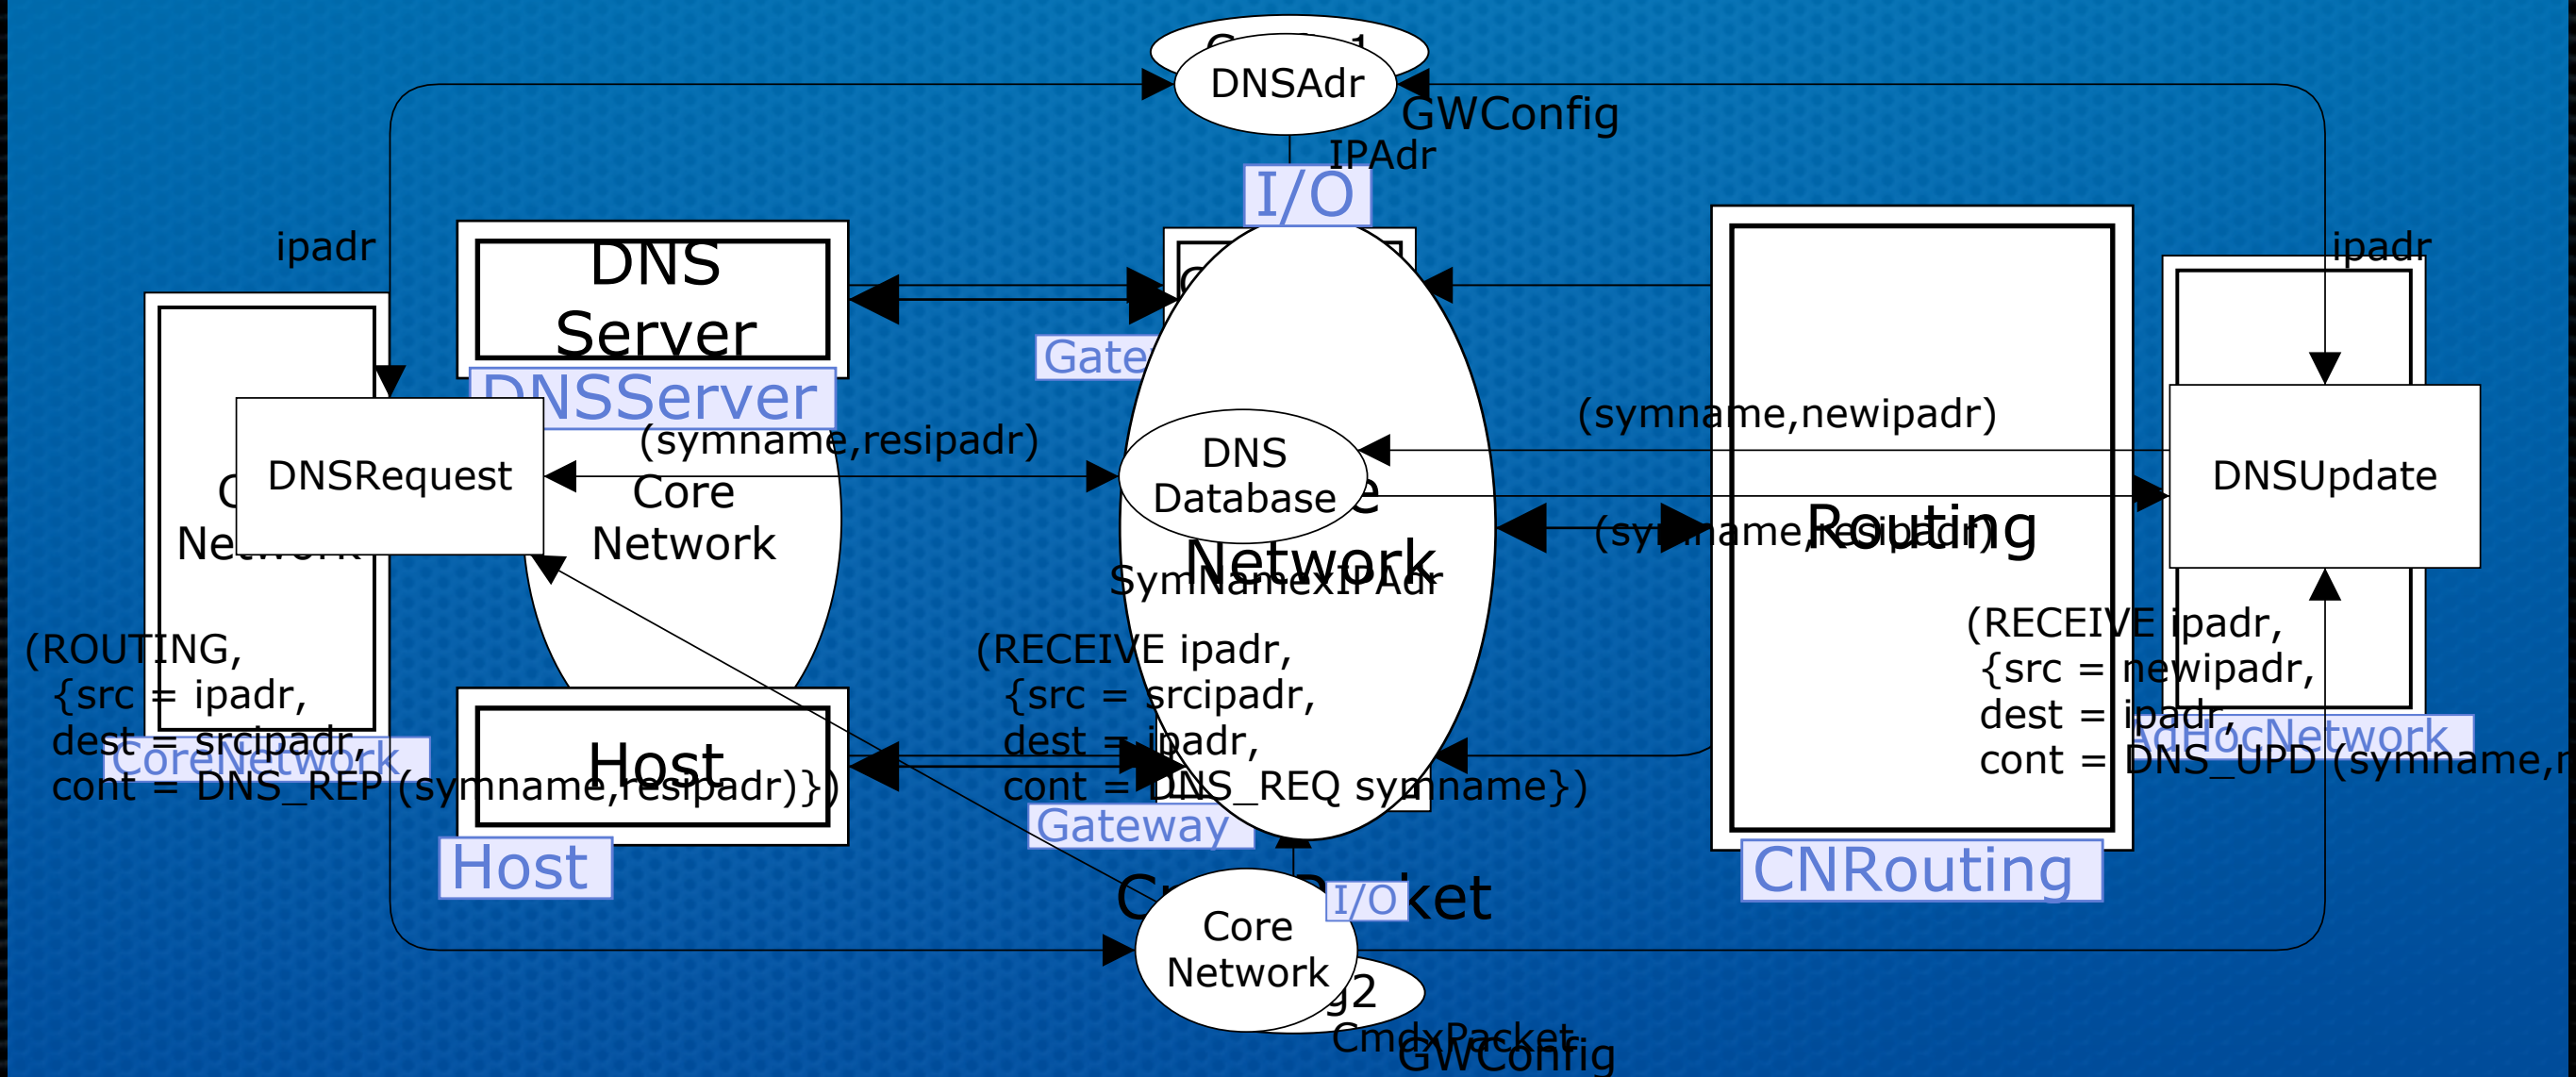 DNSAdr
GWConfig
IPAdr
I/O
ipadr
ipadr
DNS
Server
DNSServer
(symname,resipadr)
(symname,newipadr)
DNSRequest
Core
Network
DNS
Database
DNSUpdate
Routing
(symname,resipadr)
Network
SymNamexIPAdr
(ROUTING,
{src = ipadr,
dest = srcipadr,
cont = DNS_REP (symname,resipadr)})
CoreNetwork
Host
Host
(RECEIVE ipadr,
{src = srcipadr,
dest = ipadr,
cont = DNS_REQ symname})
Gateway
(RECEIVE ipadr,
{src = newipadr,
dest = ipadr,
cont = DNS_UPD (symname,
AdHocNetwork
CNRouting
I/O
Core
Network
CmdxPacket
GWConfig